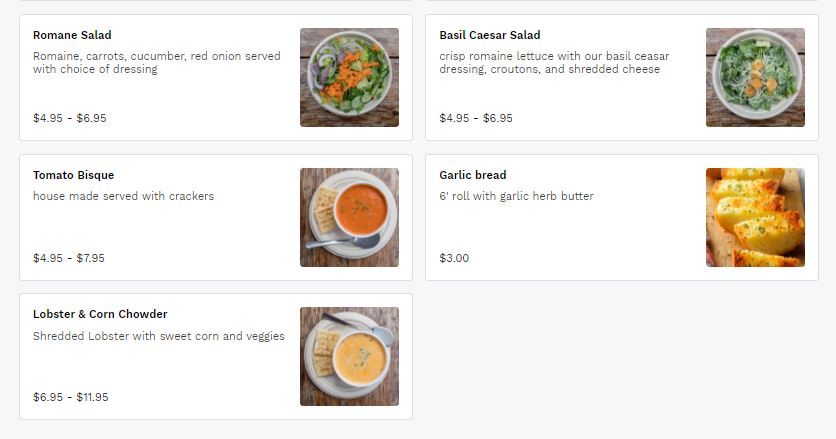 Romane Salad
Romaine, carrots, cucumber, red onion served
with choice of dressing
$4.95 - $6.95
Basil Caesar Salad
crisp romaine lettuce with our basil ceasar
dressing, croutons, and shredded cheese
$4.95 - $6.95
Tomato Bisque
house made served with crackers
$4.95 - $7.95
Garlic bread
6' roll with garlic herb butter
$3.00
Lobster & Corn Chowder
Shredded Lobster with sweet corn and veggies
$6.95 - $11.95